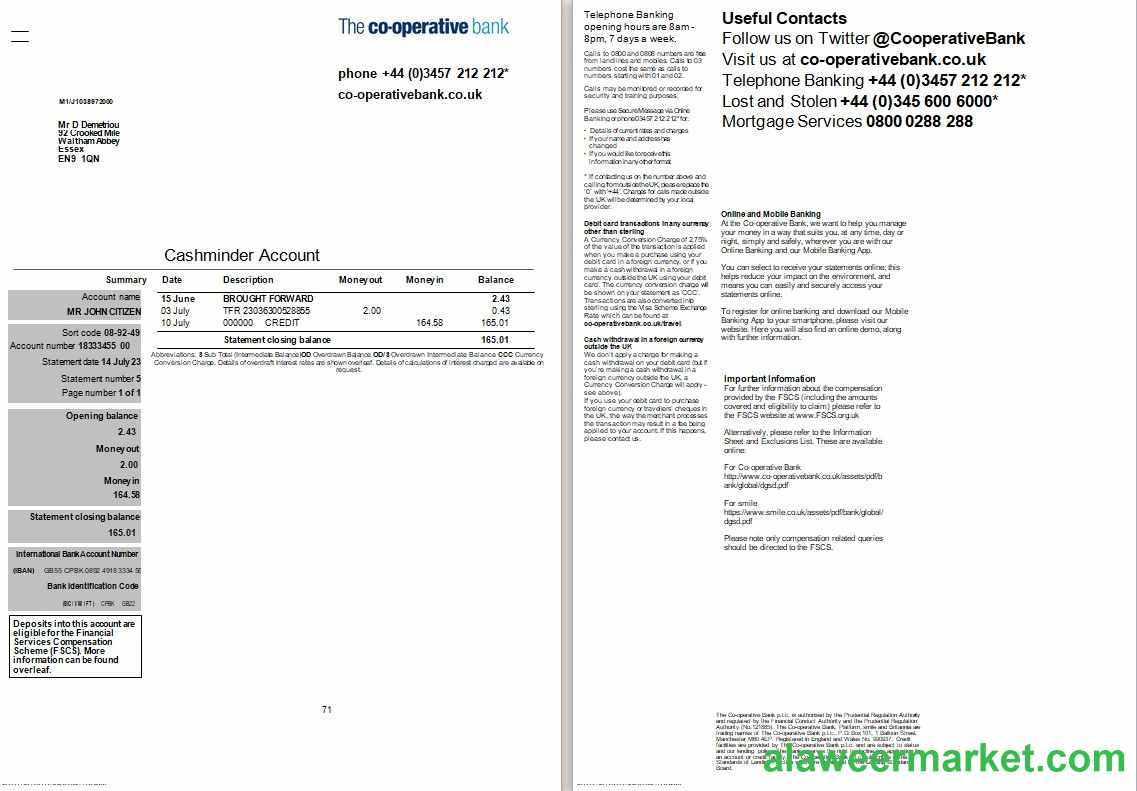 The co-operative bank
phone +44 (0)3457 212 212*
co-operativebank.co.uk
M1/J1038972000
Mr D Demetriou
92 Crooked Mile
Waltham Abbey
Essex
EN9 1QN
Cashminder Account
Summary Date Description Moneyout Moneyin Balance
Account name
MR JOHN CITIZEN
Sort code 08-92-49
Account number 18333455 00
Statement date 14 July 23
Statement number 5
Page number 1 of 1
Opening balance
2.43
Moneyout
2.00
Moneyin
164.58
Statement closing balance
165.01
International Bank Account Number
(IBAN) GB55 CPBK 0892 4918 3334 5
Bank Identification Code
CPBK GB22
Deposits into this account are
eligible for the Financial
Services Compensation
Scheme (FSCS). More
information can be found
overleaf.
15 June BROUGHT FORWARD 2.43
03 July TFR 23036300528855 2.00 0.43
10 July 000000 CREDIT 164.58 165.01
Statement closing balance 165.01
Abbreviations: S Sub Total (Intermediate Balance) OD Overdrawn Balance OD/S Overdrawn Intermediate Balance CCC Currency
Conversion Charge. Details of overdraft interest rates are shown overleaf. Details of calculations of interest charged are available on
request.
71
Telephone Banking
opening hours are 8am -
8pm, 7 days a week.
Calls to 0800 and 0808 numbers are free
from landlines and mobiles. Calls to 03
numbers cost the same as calls to
numbers starting with 01 and 02.
Calls may be monitored or recorded for
security and training purposes.
Please use Secure Message via Online
Banking or phone 03457 212 212* for:
• Details of current rates and charges
• If your name and address has
changed
• If you would like to receive this
information in any other format
* If contacting us on the number above and
calling from outside the UK, please replace the
'0' with '+44'. Charges for calls made outside
the UK will be determined by your local
provider.
Debit card transactions in any currency
other than sterling
A Currency Conversion Charge of 2.75%
of the value of the transaction is applied
when you make a purchase using your
debit card in a foreign currency, or if you
make a cash withdrawal in a foreign
currency outside the UK using your debit
card. The currency conversion charge will
be shown on your statement as 'CCC'.
Transactions are also converted into
sterling using the Visa Scheme Exchange
Rate which can be found at
co-operativebank.co.uk/travel
Cash withdrawal in a foreign currency
outside the UK
We don't apply a charge for making a
cash withdrawal on your debit card (but if
you're making a cash withdrawal in a
foreign currency outside the UK, a
Currency Conversion Charge will apply -
see above).
If you use your debit card to purchase
foreign currency or travellers' cheques in
the UK, the way the merchant processes
the transaction may result in a fee being
applied to your account. If this happens,
please contact us.
Useful Contacts
Follow us on Twitter @CooperativeBank
Visit us at co-operativebank.co.uk
Telephone Banking +44 (0)3457 212 212*
Lost and Stolen +44 (0)345 600 6000*
Mortgage Services 0800 0288 288
Online and Mobile Banking
At the Co-operative Bank, we want to help you manage
your money in a way that suits you, at any time, day or
night, simply and safely, wherever you are with our
Online Banking and our Mobile Banking App.
You can select to receive your statements online; this
helps reduce your impact on the environment, and
means you can easily and securely access your
statements online.
To register for online banking and download our Mobile
Banking App to your smartphone, please visit our
website. Here you will also find an online demo, along
with further information.
Important Information
For further information about the compensation
provided by the FSCS (including the amounts
covered and eligibility to claim) please refer to
the FSCS website at www.FSCS.org.uk
Alternatively, please refer to the Information
Sheet and Exclusions List. These are available
online:
For Co-operative Bank
http://www.co-operativebank.co.uk/assets/pdf/b
ank/global/dgsd.pdf
For smile
https://www.smile.co.uk/assets/pdf/bank/global/
dgsd.pdf
Please note only compensation related queries
should be directed to the FSCS.
The Co-operative Bank p.l.c. is authorised by the Prudential Regulation Authority
and regulated by the Financial Conduct Authority and the Prudential Regulation
Authority (No.121885). The Co-operative Bank, Platform, smile and Britannia are
trading names of The Co-operative Bank p.l.c., P.O. Box 101, 1 Balloon Street,
Manchester M60 4EP. Registered in England and Wales No. 990937. Credit
facilities are provided by The Co-operative Bank p.l.c. and are subject to status
and our lending
an account or credit
Standards of Lending
Board.
alaweermarket.com